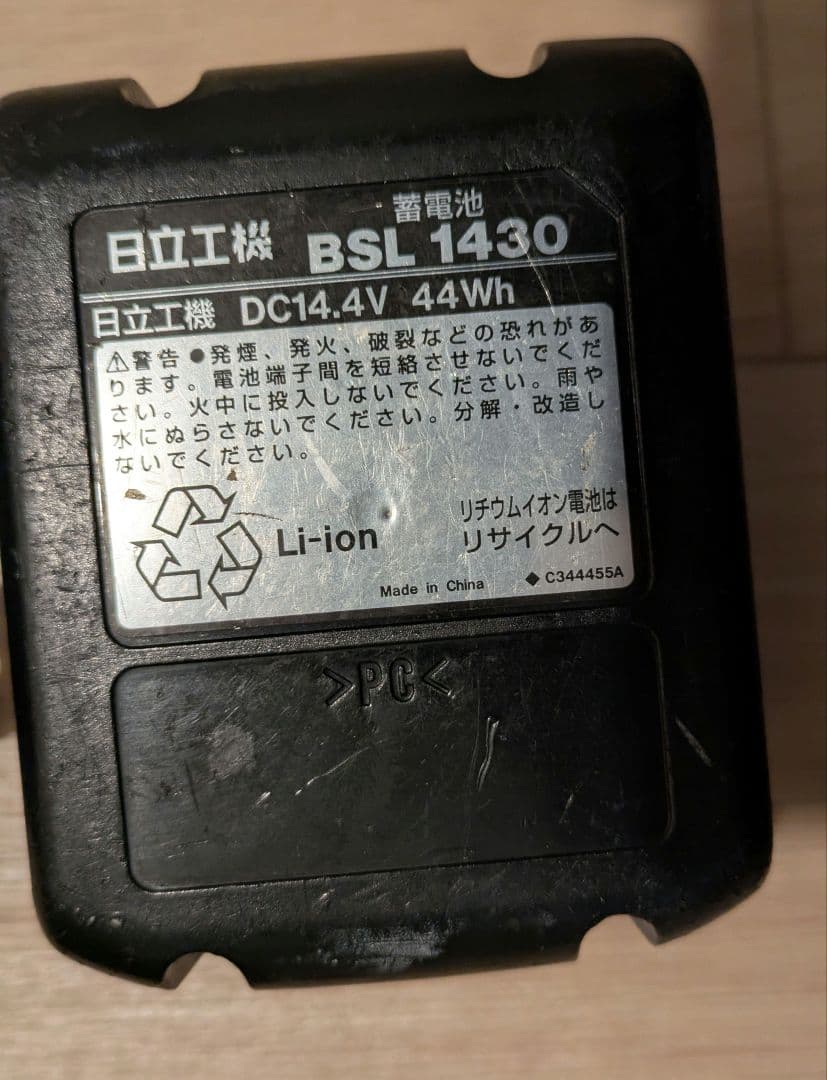 蓄電池
日立工機 BSL 1430
日立工機 DC14.4V 44Wh
⚠警告 ●発煙、発火、破裂などの恐れがあ
ります。電池端子間を短絡させないでくだ
さい。火中に投入しないでください。雨や
水にぬらさないでください。分解・改造し
ないでください。
Li-ion
リチウムイオン電池は
リサイクルへ
Made in China ◆C344455A
>PC<